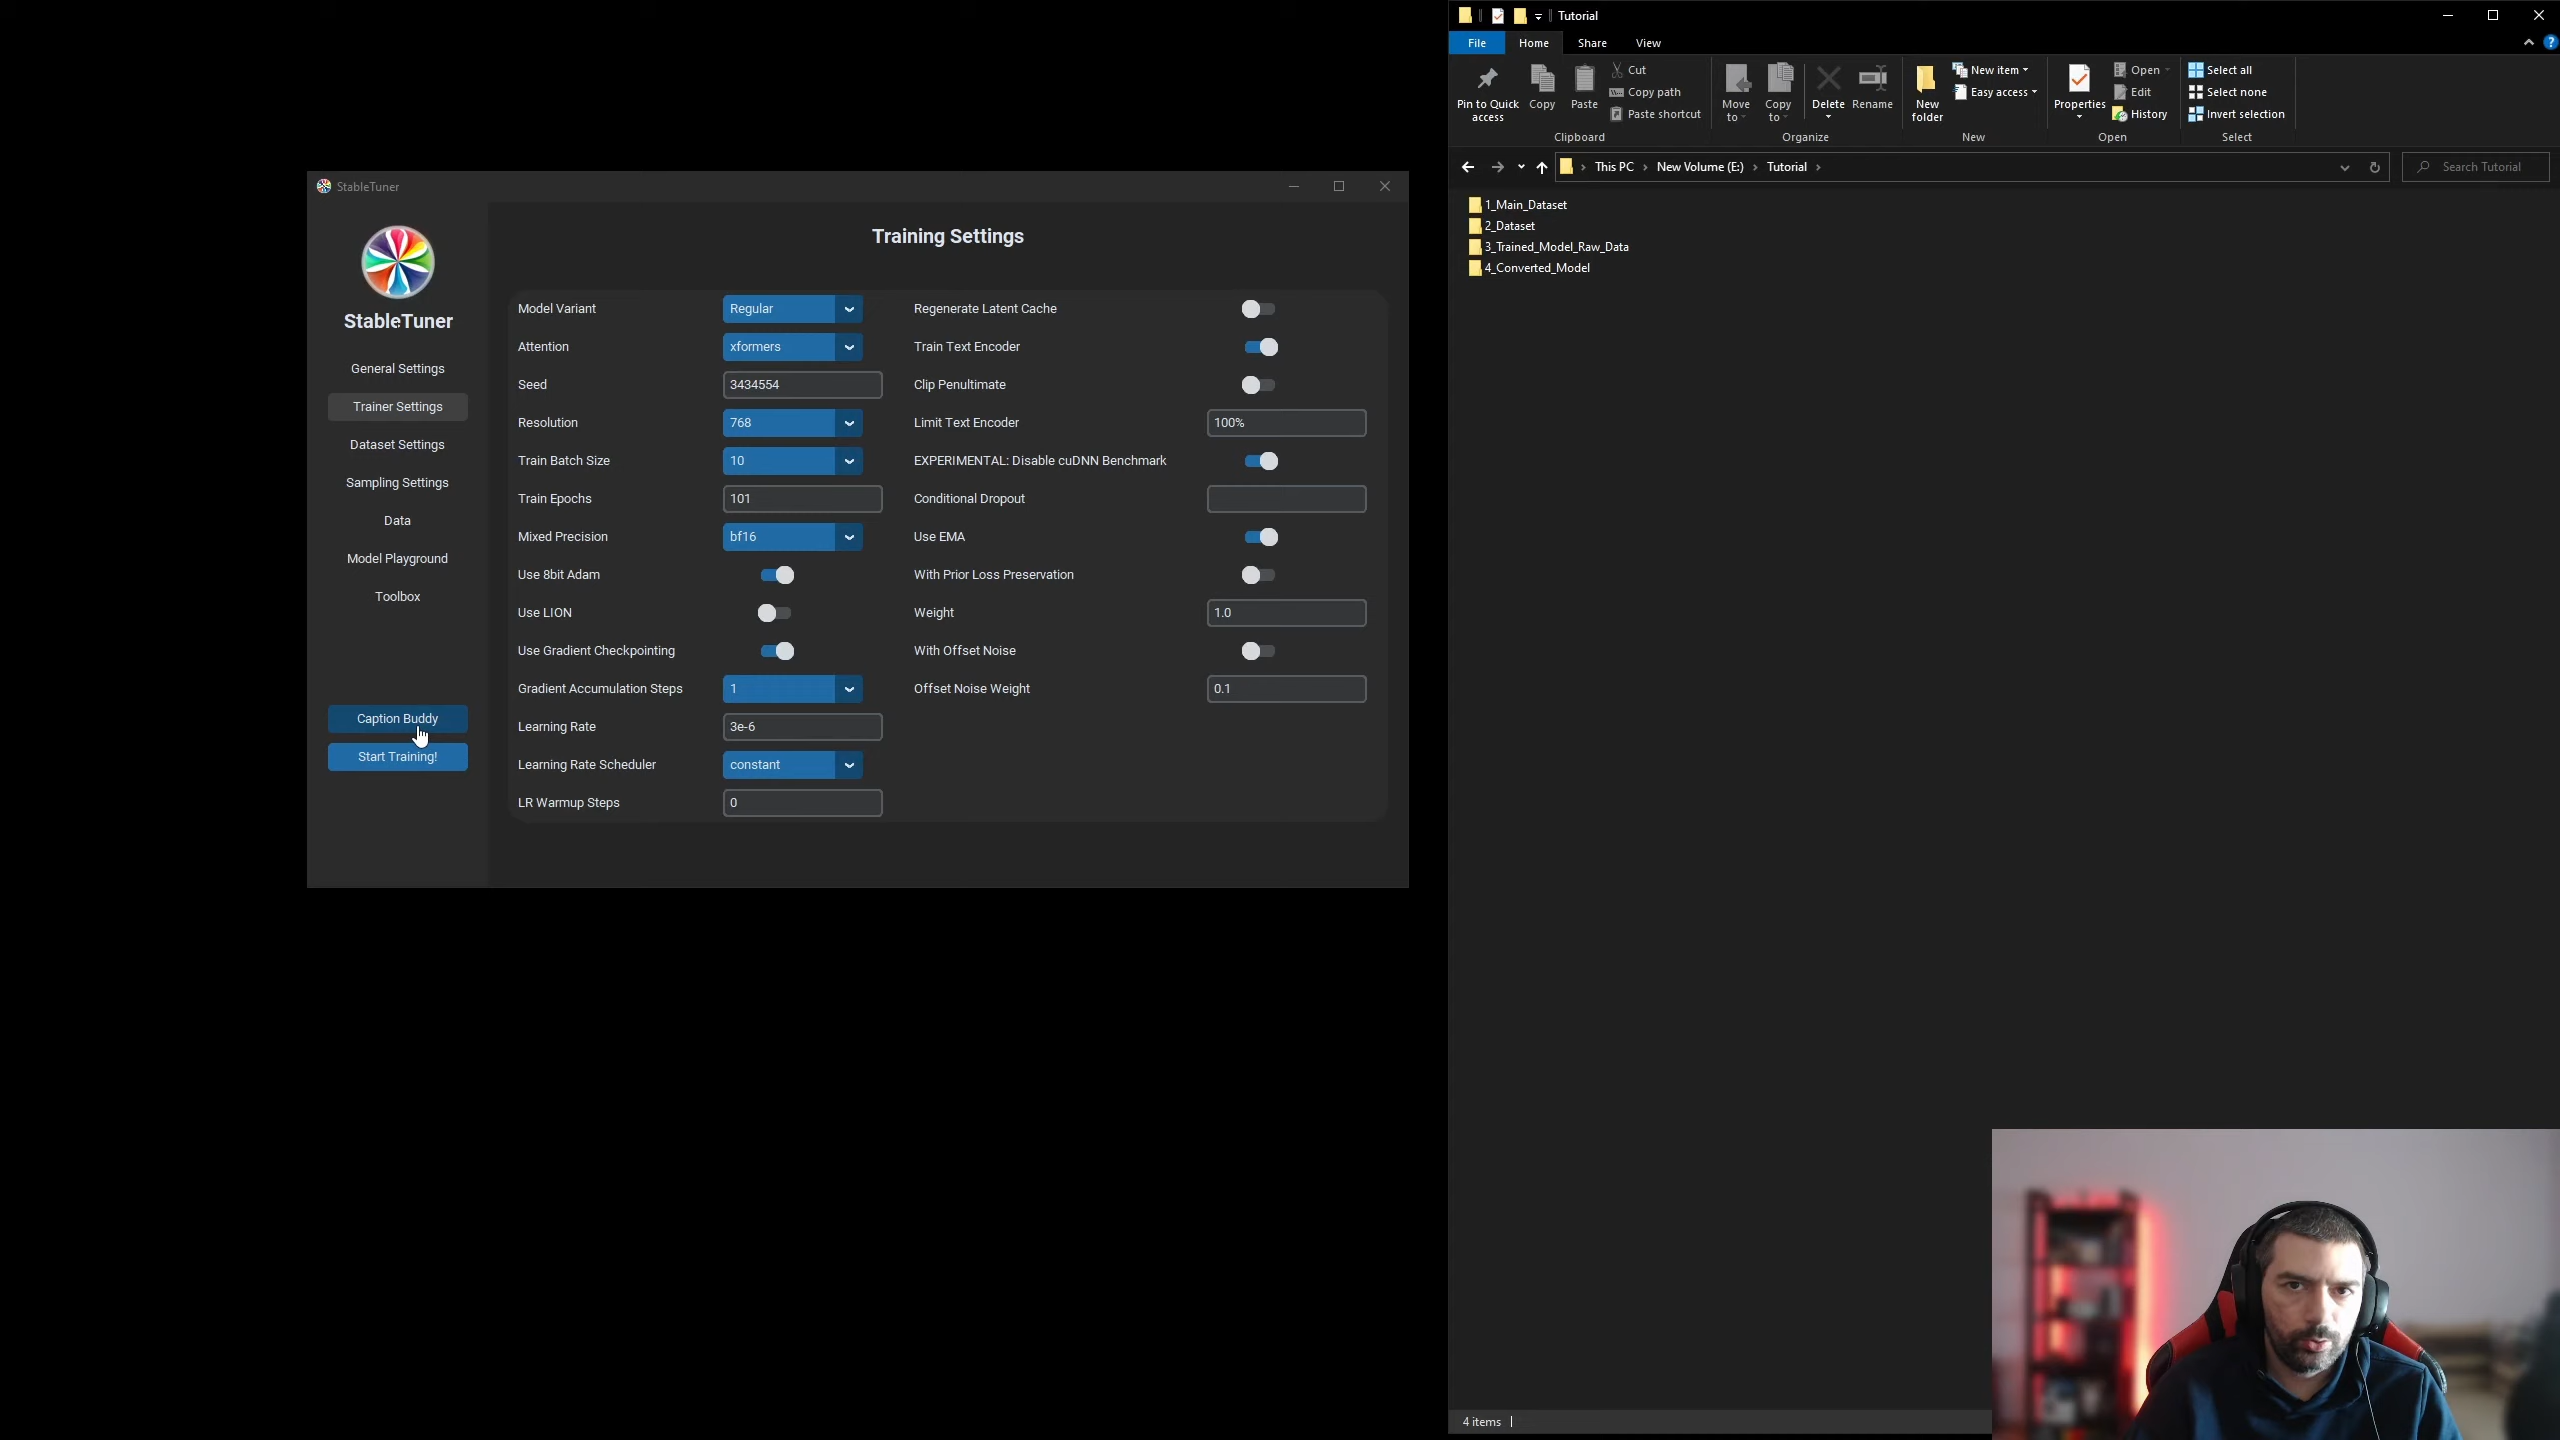 StableTuner
StableTuner
General Settings
Trainer Settings
Dataset Settings
Sampling Settings
Data
Model Playground
Toolbox
Caption Buddy
Start Training!
Training Settings
Model Variant Regular
Attention xformers
Seed 3434554
Resolution 768
Train Batch Size 10
Train Epochs 101
Mixed Precision bf16
Use 8bit Adam
Use LION
Use Gradient Checkpointing
Gradient Accumulation Steps 1
Learning Rate 3e-6
Learning Rate Scheduler constant
LR Warmup Steps 0
Regenerate Latent Cache
Train Text Encoder
Clip Penultimate
Limit Text Encoder 100%
EXPERIMENTAL: Disable cuDNN Benchmark
Conditional Dropout
Use EMA
With Prior Loss Preservation
Weight 1.0
With Offset Noise
Offset Noise Weight 0.1
Tutorial
File Home Share View
Pin to Quick
access
Copy
Paste
Cut
Copy path
Paste shortcut
Clipboard
Move
to
Copy
to
Delete
Rename
Organize
New
folder
New item
Easy access
New
Properties
Open
Edit
History
Open
Select all
Select none
Invert selection
Select
This PC New Volume (E:) Tutorial
Search Tutorial
1_Main_Dataset
2_Dataset
3_Trained_Model_Raw_Data
4_Converted_Model
4 items